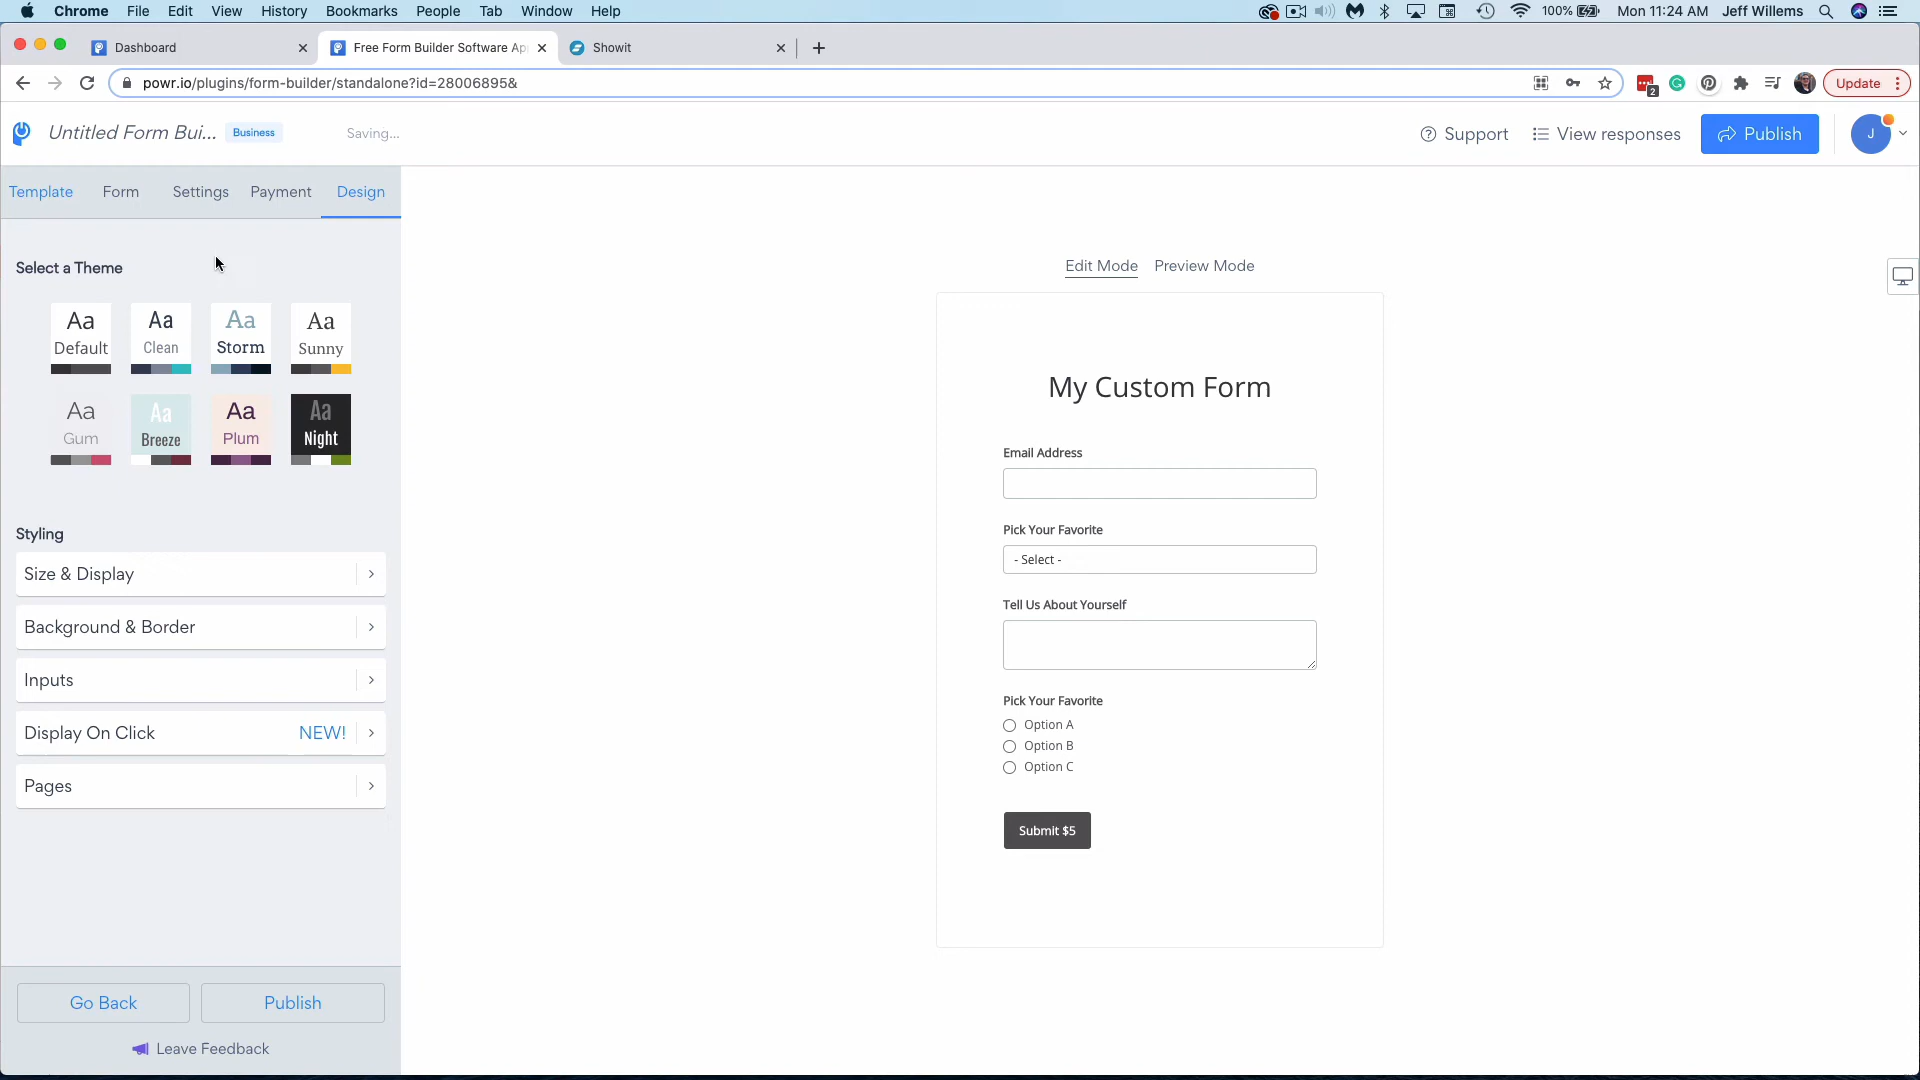 Chrome File Edit View History Bookmarks People Tab Window Help 100% Mon 11:24 AM Jeff Willems
Dashboard Free Form Builder Software Ap Showit
powr.io/plugins/form-builder/standalone?id=28006895& 2 Update
Untitled Form Bui... Business Saving... Support View responses Publish J
Template Form Settings Payment Design
Select a Theme
Edit Mode Preview Mode
Aa Aa Aa Aa
Default Clean Storm Sunny
Aa Aa Aa Aa
Gum Breeze Plum Night
My Custom Form
Email Address
Pick Your Favorite
- Select -
Tell Us About Yourself
Pick Your Favorite
Option A
Option B
Option C
Submit $5
Styling
Size & Display
Background & Border
Inputs
Display On Click NEW!
Pages
Go Back Publish
Leave Feedback